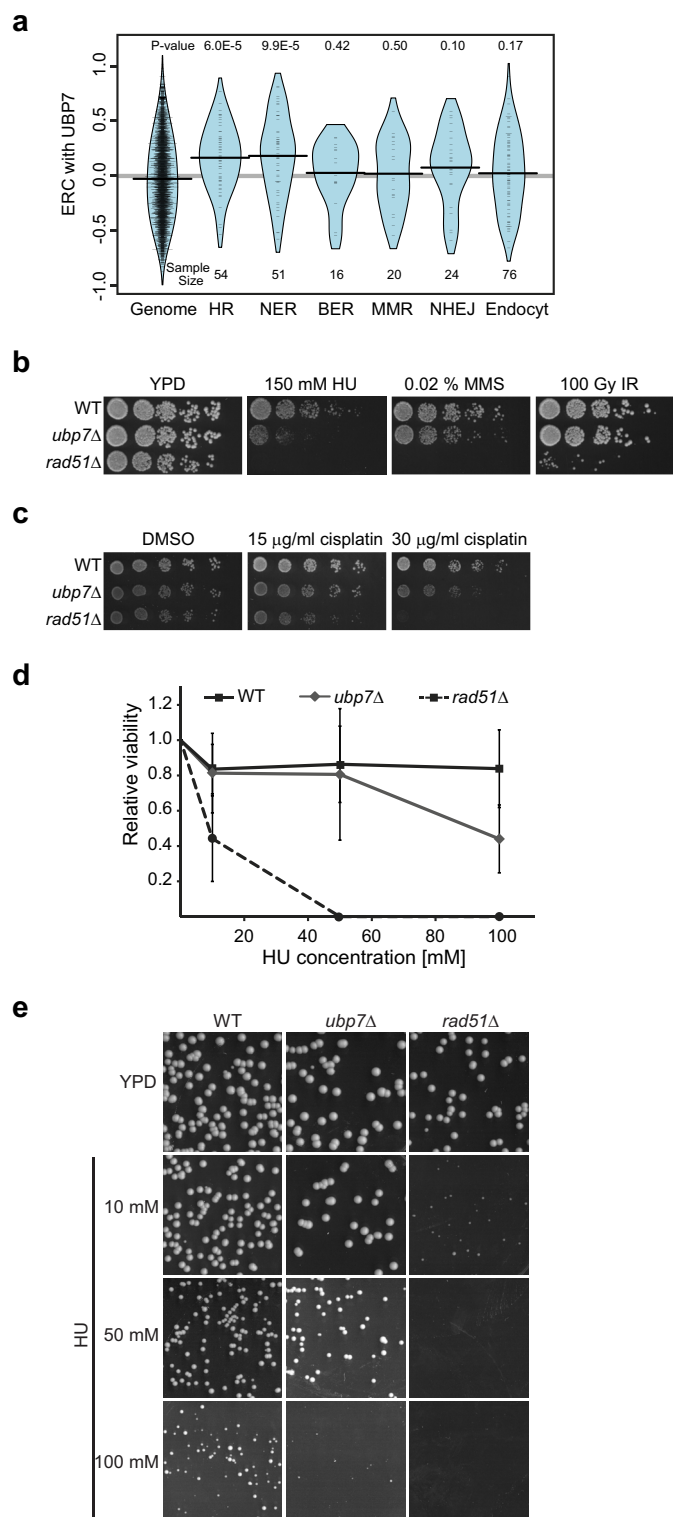 a
P-value 6.0E-5 9.9E-5 0.42 0.50 0.10 0.17
ERC with UBP7
1.0
0.5
0.0
-0.5
-1.0
Sample
Size
54 51 16 20 24 76
Genome HR NER BER MMR NHEJ Endocyt
b
YPD 150 mM HU 0.02 % MMS 100 Gy IR
WT
ubp7Δ
rad51Δ
c
DMSO 15 µg/ml cisplatin 30 µg/ml cisplatin
WT
ubp7Δ
rad51Δ
d
WT ubp7Δ rad51Δ
Relative viability
1.2
1.0
0.8
0.6
0.4
0.2
20 40 60 80 100
HU concentration [mM]
e
WT ubp7Δ rad51Δ
YPD
HU
10 mM
50 mM
100 mM